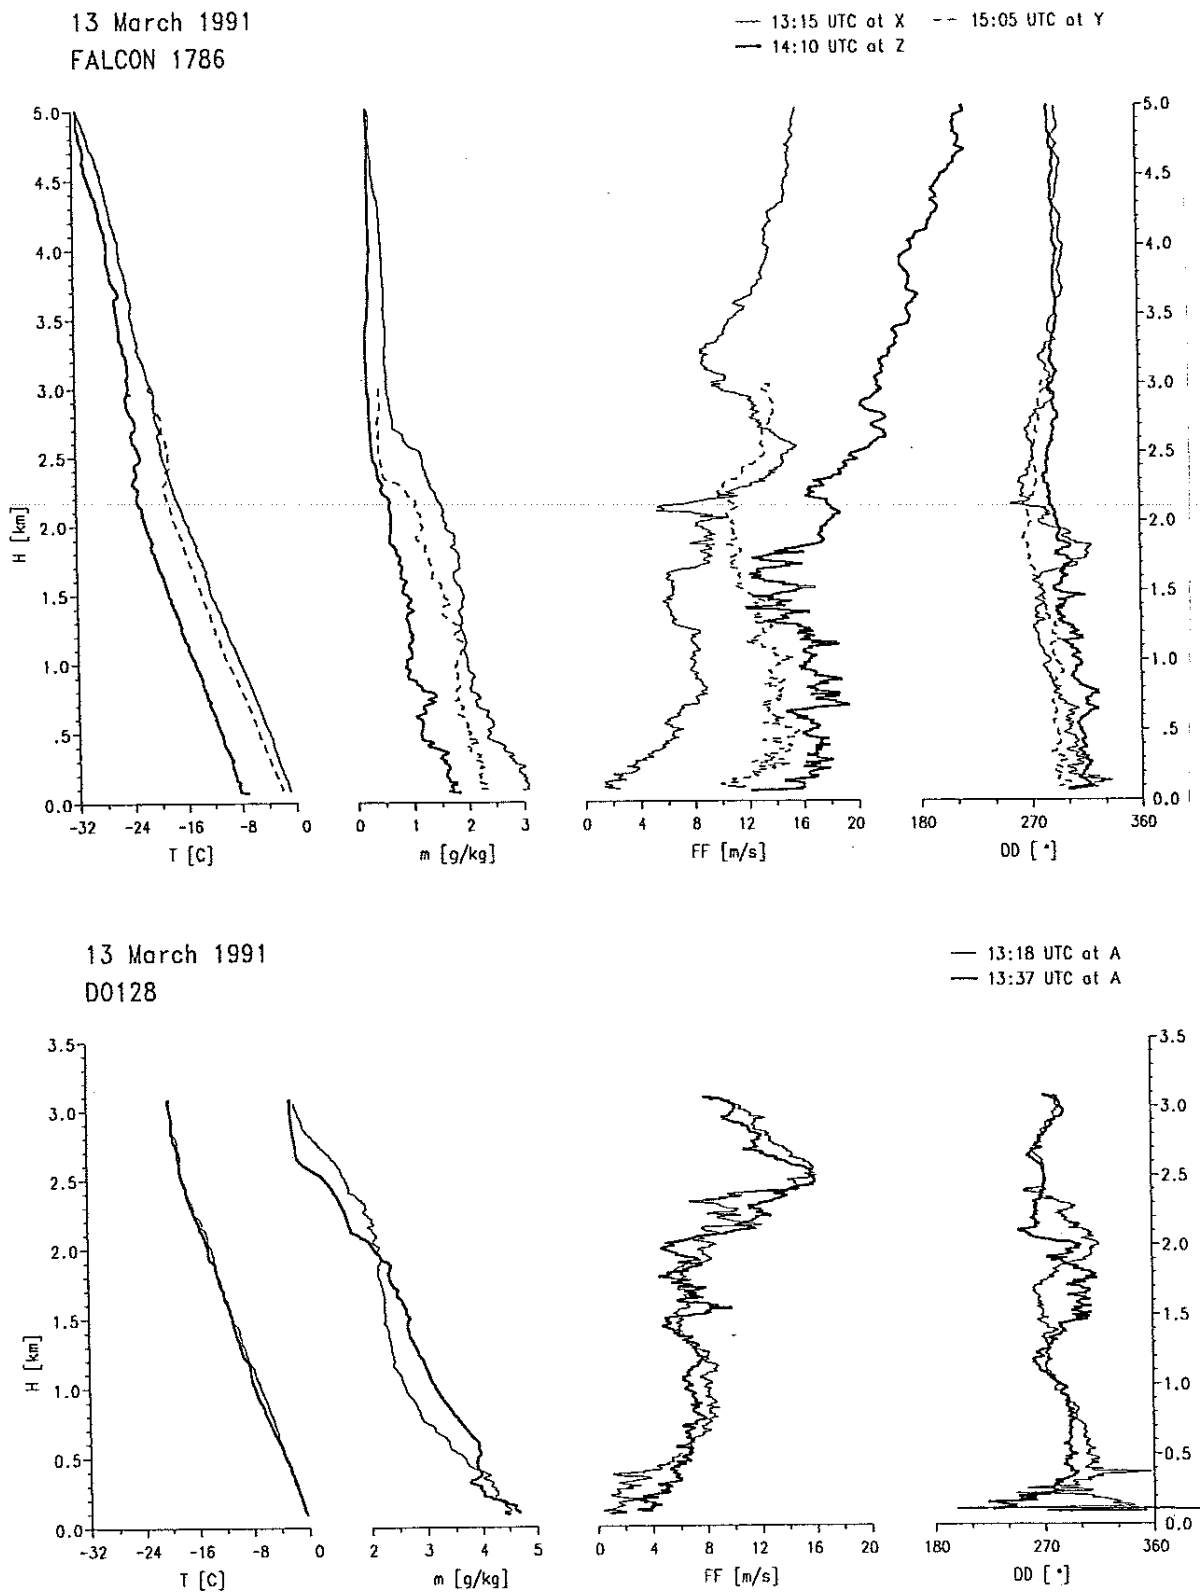 13 March 1991
FALCON 1786
13:15 UTC at X -- 15:05 UTC at Y
14:10 UTC at Z
5.0
4.5
4.0
3.5
3.0
2.5
2.0
1.5
1.0
.5
0.0
H [km]
-32 -24 -16 -8 0
T [C]
0 1 2 3
m [g/kg]
0 4 8 12 16 20
FF [m/s]
180 270 360
DD [°]
5.0
4.5
4.0
3.5
3.0
2.5
2.0
1.5
1.0
.5
0.0
13 March 1991
DO128
13:18 UTC at A
13:37 UTC at A
3.5
3.0
2.5
2.0
1.5
1.0
0.5
0.0
H [km]
-32 -24 -16 -8 0
T [C]
2 3 4 5
m [g/kg]
0 4 8 12 16 20
FF [m/s]
180 270 360
DD [°]
3.5
3.0
2.5
2.0
1.5
1.0
0.5
0.0